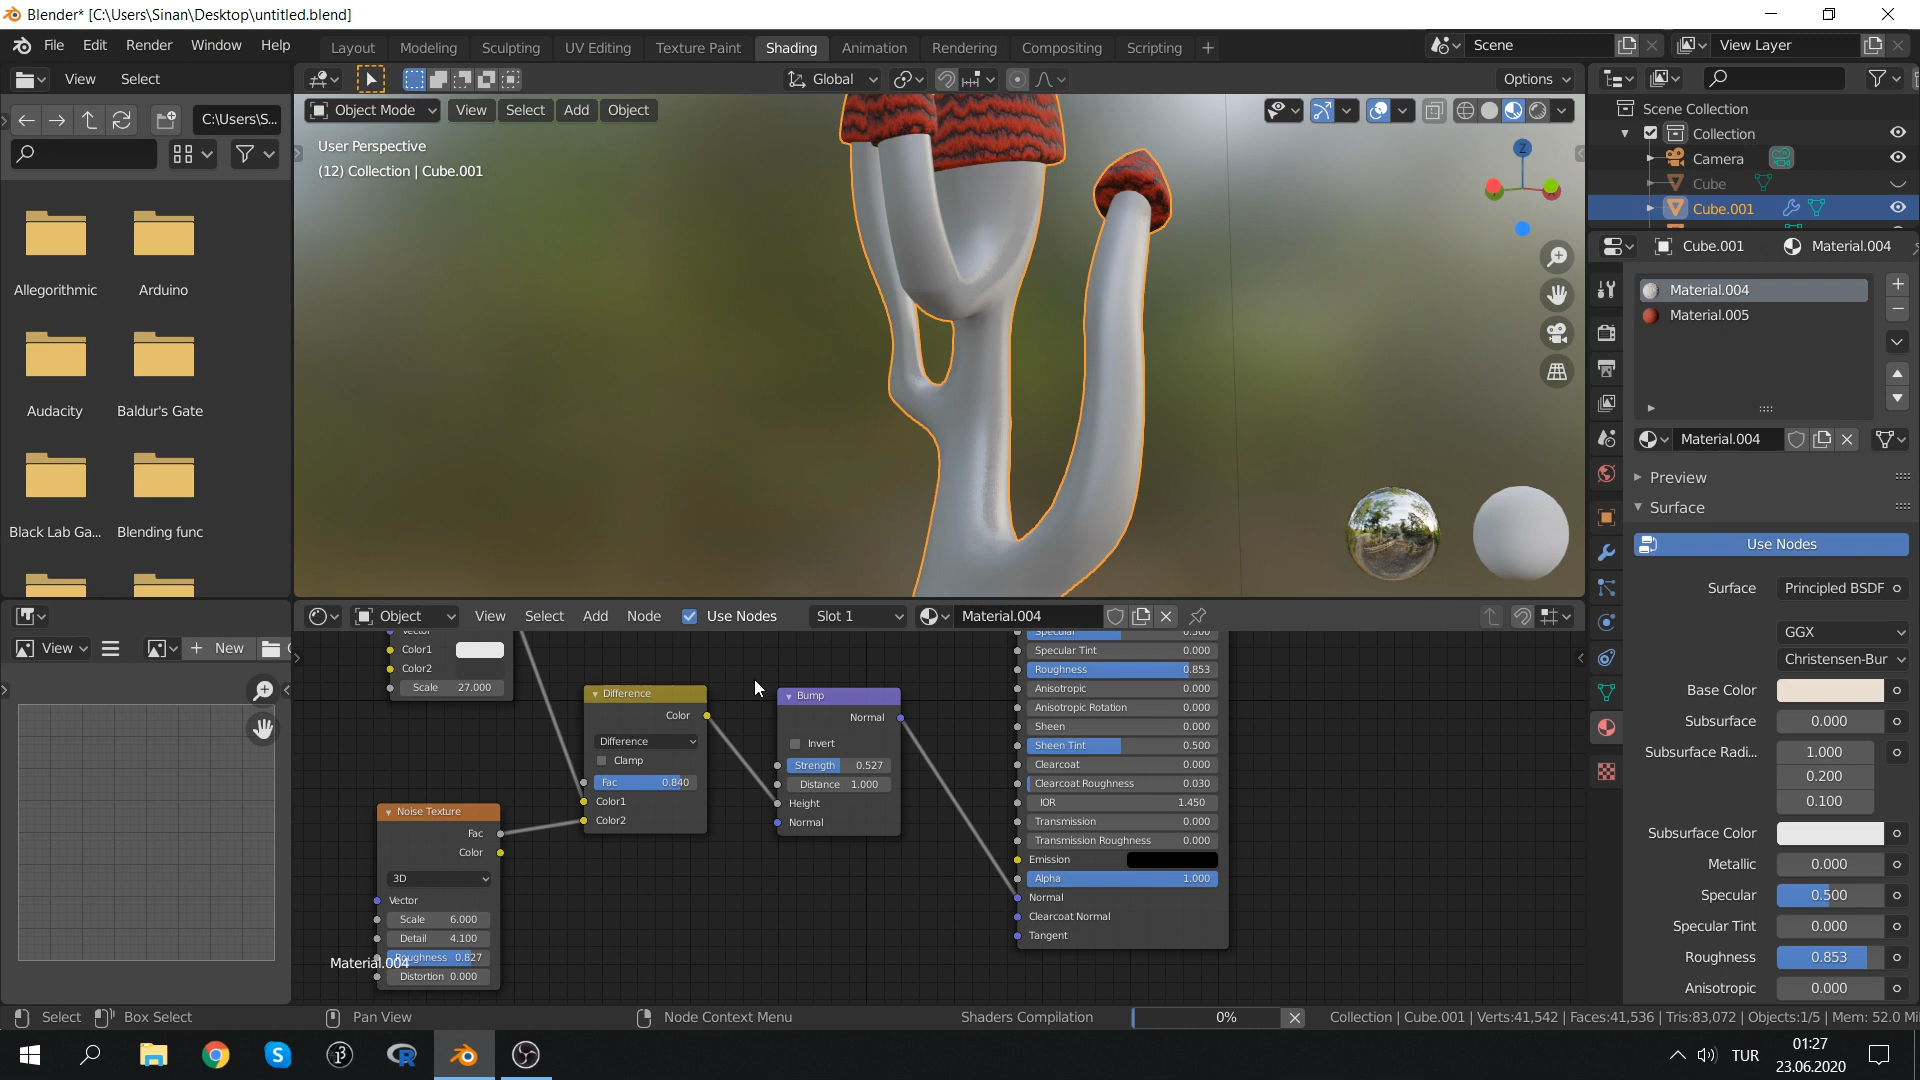 Blender* [C:\Users\Sinan\Desktop\untitled.blend]
File Edit Render Window Help
Layout Modeling Sculpting UV Editing Texture Paint Shading Animation Rendering Compositing Scripting +
Scene
View Layer
View Select
Global
Options
C:\Users\S...
Object Mode View Select Add Object
User Perspective
(12) Collection | Cube.001
Z
Allegorithmic
Arduino
Audacity
Baldur's Gate
Black Lab Ga...
Blending func
Scene Collection
Collection
Camera
Cube
Cube.001
Cube.001 Material.004
Material.004
Material.005
Material.004
Preview
Surface
Use Nodes
Surface Principled BSDF
GGX
Christensen-Bur
Base Color
Subsurface 0.000
Subsurface Radi... 1.000
0.200
0.100
Subsurface Color
Metallic 0.000
Specular 0.500
Specular Tint 0.000
Roughness 0.853
Anisotropic 0.000
Object View Select Add Node Use Nodes Slot 1 Material.004
View
New
Vector
Color1
Color2
Scale 27.000
Noise Texture
Fac
Color
3D
Vector
Scale 6.000
Detail 4.100
Roughness 0.827
Distortion 0.000
Material.004
Difference
Color
Difference
Clamp
Fac 0.840
Color1
Color2
Bump
Normal
Invert
Strength 0.527
Distance 1.000
Height
Normal
Specular 0.500
Specular Tint 0.000
Roughness 0.853
Anisotropic 0.000
Anisotropic Rotation 0.000
Sheen 0.000
Sheen Tint 0.500
Clearcoat 0.000
Clearcoat Roughness 0.030
IOR 1.450
Transmission 0.000
Transmission Roughness 0.000
Emission
Alpha 1.000
Normal
Clearcoat Normal
Tangent
Select Box Select Pan View Node Context Menu Shaders Compilation 0% Collection | Cube.001 | Verts:41,542 | Faces:41,536 | Tris:83,072 | Objects:1/5 | Mem: 52.0 Mi
TUR
01:27
23.06.2020